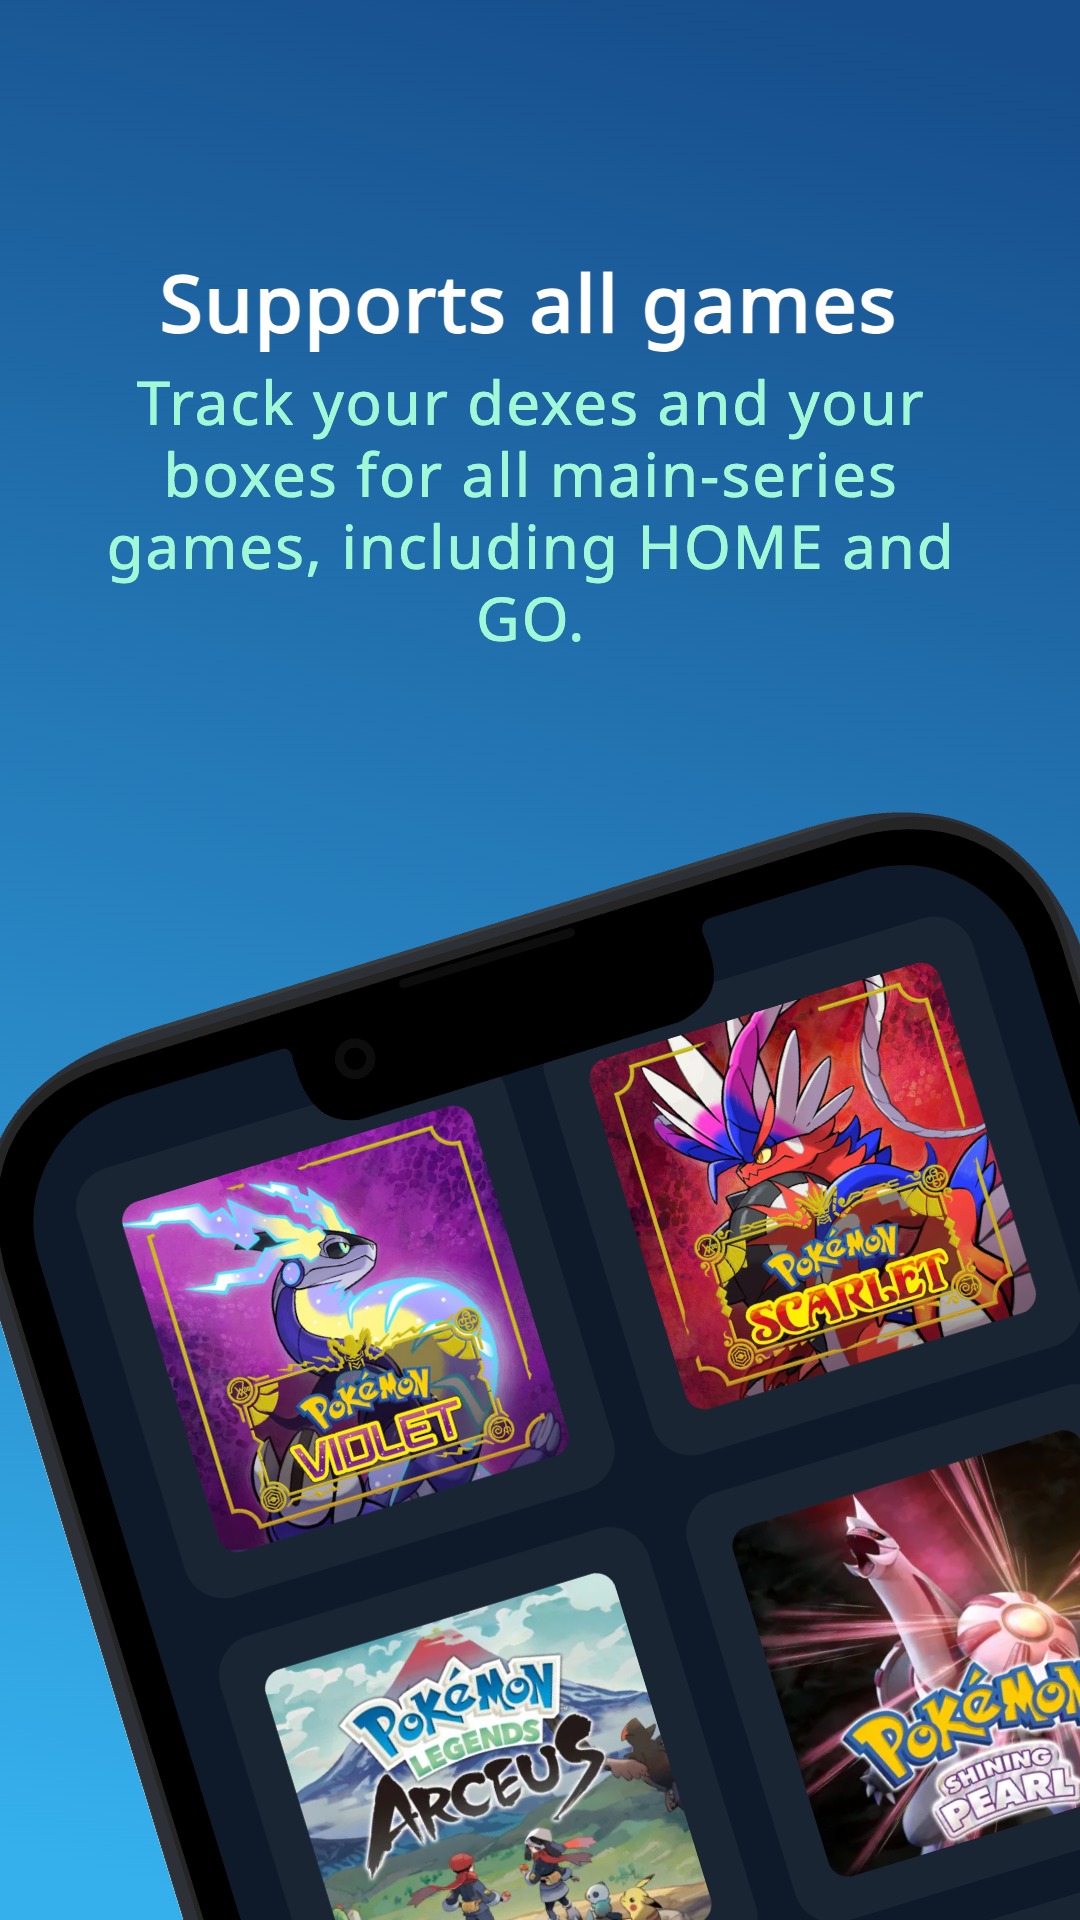 Supports all games
Track your dexes and your
boxes for all main-series
games, including HOME and
GO.
POKéMON
SCARLET
POKéMON
VIOLET
POKéMON
LEGENDS
ARCEUS
POKéMON
SHINING
PEARL